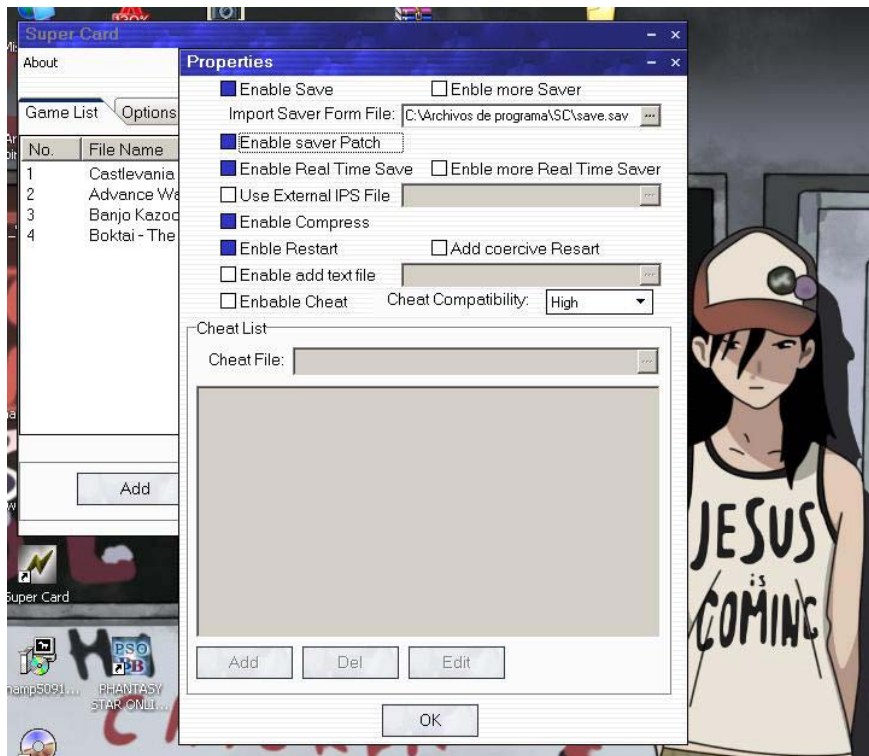 Super Card
About
Game List Options
No. File Name
1 Castlevania
2 Advance Wa
3 Banjo Kazoo
4 Boktai - The
Add
Properties
Enable Save Enble more Saver
Import Saver Form File: C:\Archivos de programa\SC\save.sav ...
Enable saver Patch
Enable Real Time Save Enble more Real Time Saver
Use External IPS File ...
Enable Compress
Enble Restart Add coercive Resart
Enable add text file ...
Enbable Cheat Cheat Compatibility: High
Cheat List
Cheat File: ...
Add Del Edit
OK
JESUS
is
COMING
Super Card
PSO
BB
PHANTASY
STAR ONLI...